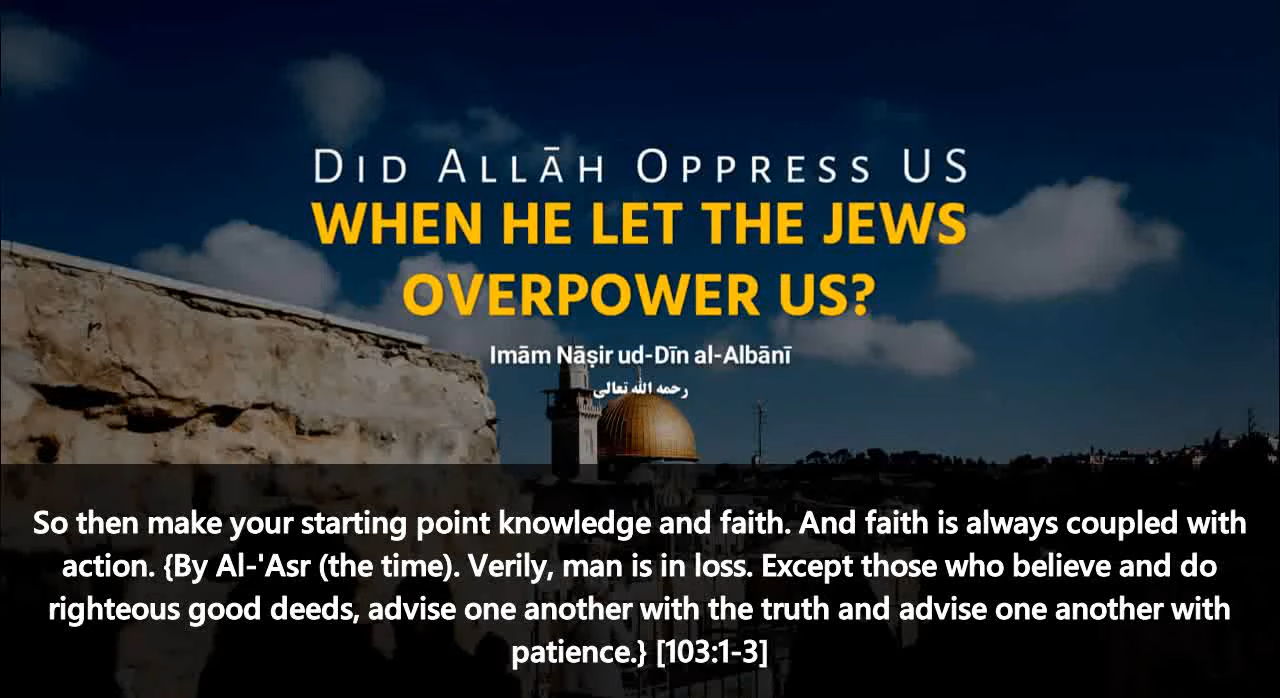 DID ALLĀH OPPRESS US
WHEN HE LET THE JEWS
OVERPOWER US?
Imām Nāṣir ud-Dīn al-Albānī
رحمه الله تعالى
So then make your starting point knowledge and faith. And faith is always coupled with
action. {By Al-'Asr (the time). Verily, man is in loss. Except those who believe and do
righteous good deeds, advise one another with the truth and advise one another with
patience.} [103:1-3]